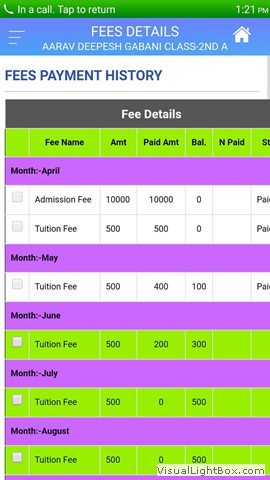 In a call. Tap to return 1:21 PM
FEES DETAILS
AARAV DEEPESH GABANI CLASS-2ND A
FEES PAYMENT HISTORY
Fee Details
Fee Name Amt Paid Amt Bal. N Paid St
Month:-April
Admission Fee 10000 10000 0 Paid
Tuition Fee 500 500 0 Paid
Month:-May
Tuition Fee 500 400 100 Paid
Month:-June
Tuition Fee 500 200 300
Month:-July
Tuition Fee 500 0 500
Month:-August
Tuition Fee 500 0 500
VisualLightBox.com